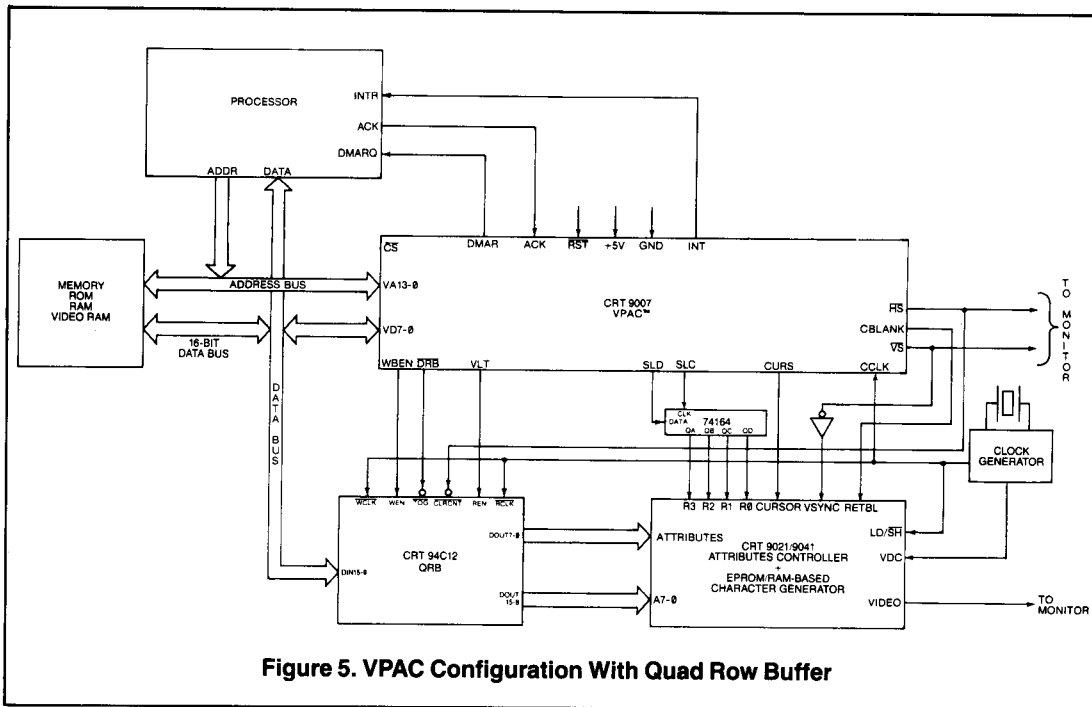 PROCESSOR
INTR
ACK
DMARQ
ADDR DATA
MEMORY
ROM
RAM
VIDEO RAM
ADDRESS BUS
16-BIT
DATA BUS
DATA BUS
CS DMAR ACK RST +5V GND INT
VA13-0
VD7-0
CRT 9007
VPAC™
HS
CBLANK
VS
TO MONITOR
WBEN DRB VLT SLD SLC CURS CCLK
CLK
DATA 74164
QA QB QC QD
CLOCK
GENERATOR
WCLK WEN TOG CLRCNT REN RCLK
DIN15-0
CRT 94C12
QRB
DOUT7-0
DOUT
15-8
R3 R2 R1 R0 CURSOR VSYNC RETBL
ATTRIBUTES
LD/SH
CRT 9021/9041
ATTRIBUTES CONTROLLER
+
EPROM/RAM-BASED
CHARACTER GENERATOR
VDC
A7-0
VIDEO
TO
MONITOR
Figure 5. VPAC Configuration With Quad Row Buffer